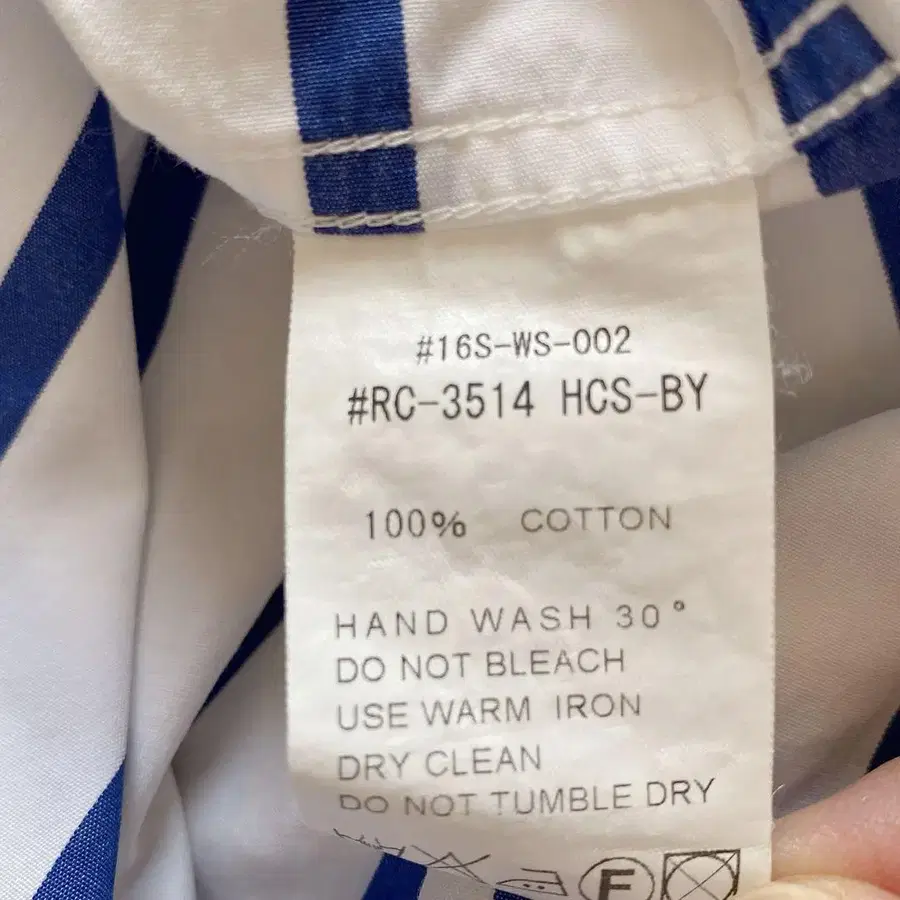 #16S-WS-002
#RC-3514 HCS-BY
100% COTTON
HAND WASH 30°
DO NOT BLEACH
USE WARM IRON
DRY CLEAN
DO NOT TUMBLE DRY
F